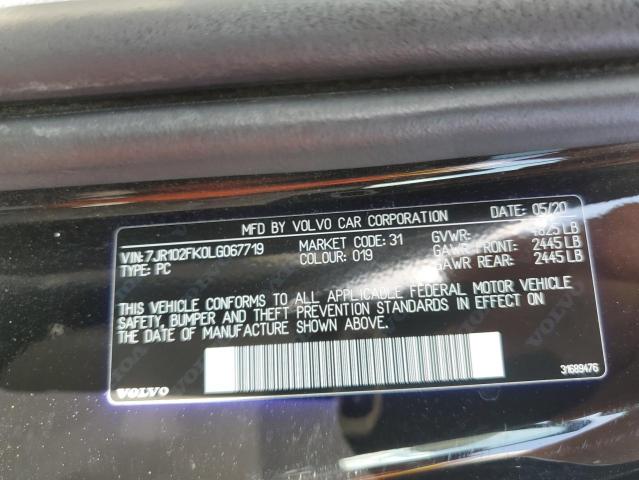 MFD BY VOLVO CAR CORPORATION DATE: 05/20
VIN: 7JR102FK0LG067719 MARKET CODE: 31 GVWR: 4825 LB
TYPE: PC COLOUR: 019 GAWR FRONT: 2445 LB
GAWR REAR: 2445 LB
THIS VEHICLE CONFORMS TO ALL APPLICABLE FEDERAL MOTOR VEHICLE
SAFETY, BUMPER AND THEFT PREVENTION STANDARDS IN EFFECT ON
THE DATE OF MANUFACTURE SHOWN ABOVE.
VOLVO 31689476